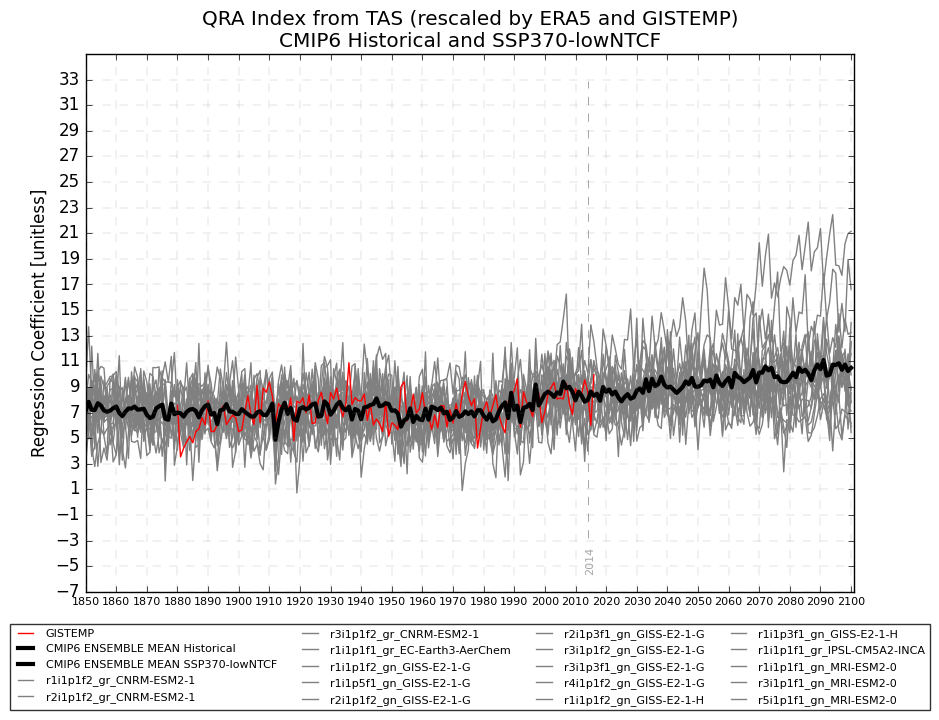 QRA Index from TAS (rescaled by ERA5 and GISTEMP)
CMIP6 Historical and SSP370-lowNTCF
Regression Coefficient [unitless]
33
31
29
27
25
23
21
19
17
15
13
11
9
7
5
3
1
−1
−3
−5
−7
2014
1850 1860 1870 1880 1890 1900 1910 1920 1930 1940 1950 1960 1970 1980 1990 2000 2010 2020 2030 2040 2050 2060 2070 2080 2090 2100
GISTEMP
CMIP6 ENSEMBLE MEAN Historical
CMIP6 ENSEMBLE MEAN SSP370-lowNTCF
r1i1p1f2_gr_CNRM-ESM2-1
r2i1p1f2_gr_CNRM-ESM2-1
r3i1p1f2_gr_CNRM-ESM2-1
r1i1p1f1_gr_EC-Earth3-AerChem
r1i1p1f2_gn_GISS-E2-1-G
r1i1p5f1_gn_GISS-E2-1-G
r2i1p1f2_gn_GISS-E2-1-G
r2i1p3f1_gn_GISS-E2-1-G
r3i1p1f2_gn_GISS-E2-1-G
r3i1p3f1_gn_GISS-E2-1-G
r4i1p1f2_gn_GISS-E2-1-G
r1i1p1f2_gn_GISS-E2-1-H
r1i1p3f1_gn_GISS-E2-1-H
r1i1p1f1_gr_IPSL-CM5A2-INCA
r1i1p1f1_gn_MRI-ESM2-0
r3i1p1f1_gn_MRI-ESM2-0
r5i1p1f1_gn_MRI-ESM2-0